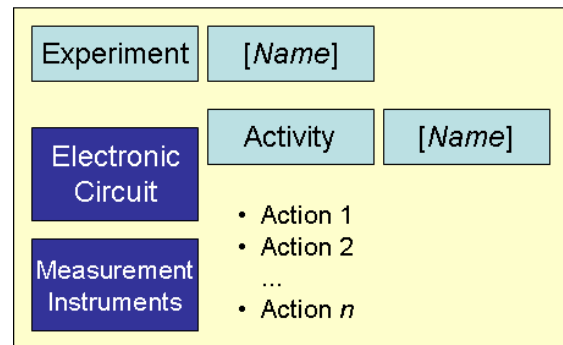 Experiment
[Name]
Activity
[Name]
Electronic
Circuit
• Action 1
• Action 2
...
• Action n
Measurement
Instruments